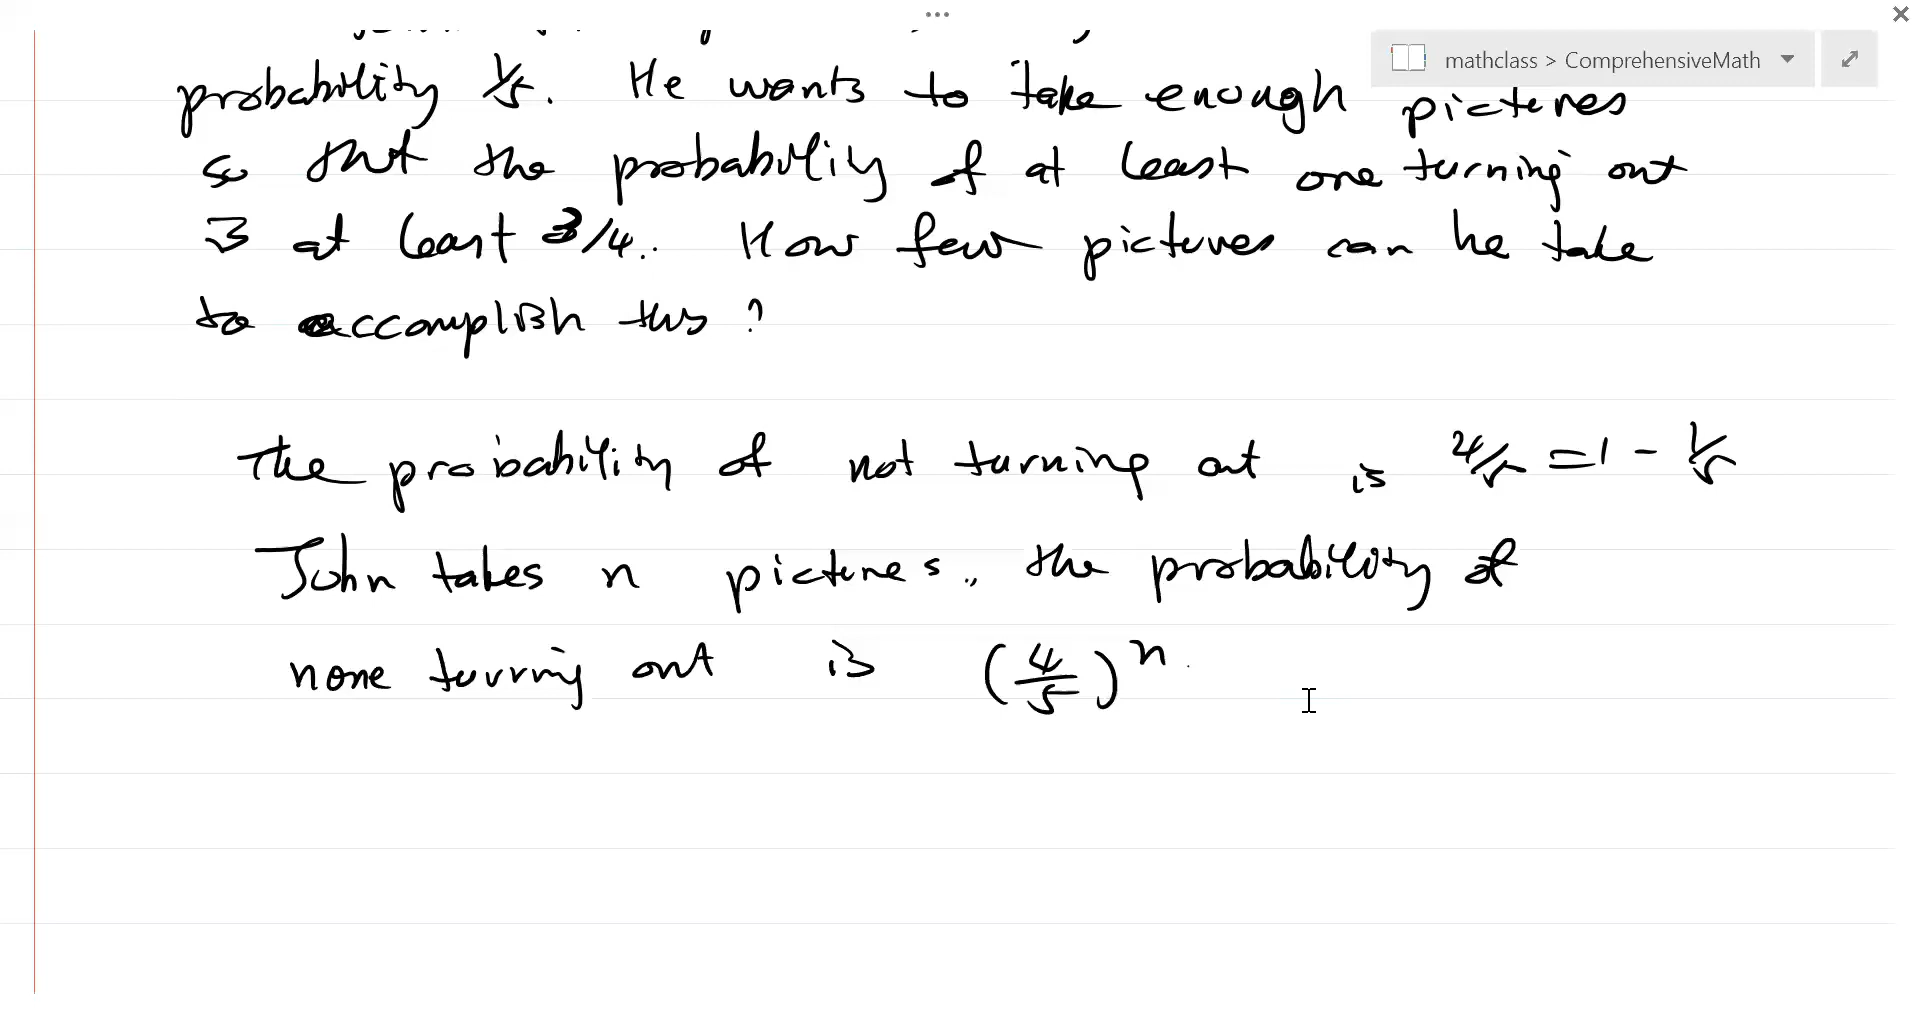 mathclass > ComprehensiveMath
probability 1/5. He wants to take enough pictures
so that the probability of at least one turning out
is at least 3/4. How few pictures can he take
to accomplish this?
The probability of not turning out is 4/5 = 1 - 1/5
John takes n pictures, the probability of
none turning out is (4/5)^n.